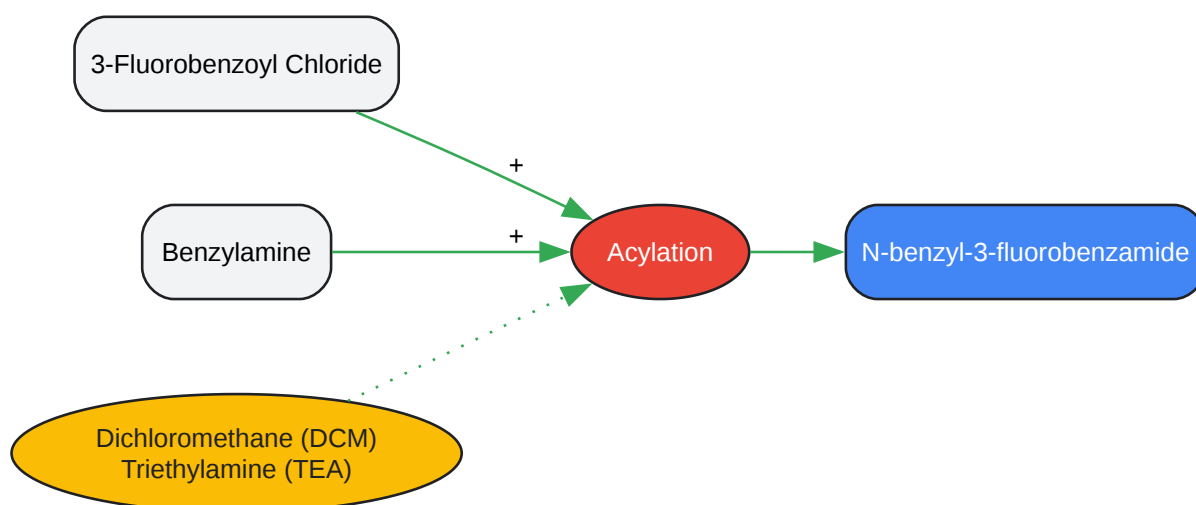 3-Fluorobenzoyl Chloride
+
Benzylamine
+
Acylation
N-benzyl-3-fluorobenzamide
Dichloromethane (DCM)
Triethylamine (TEA)